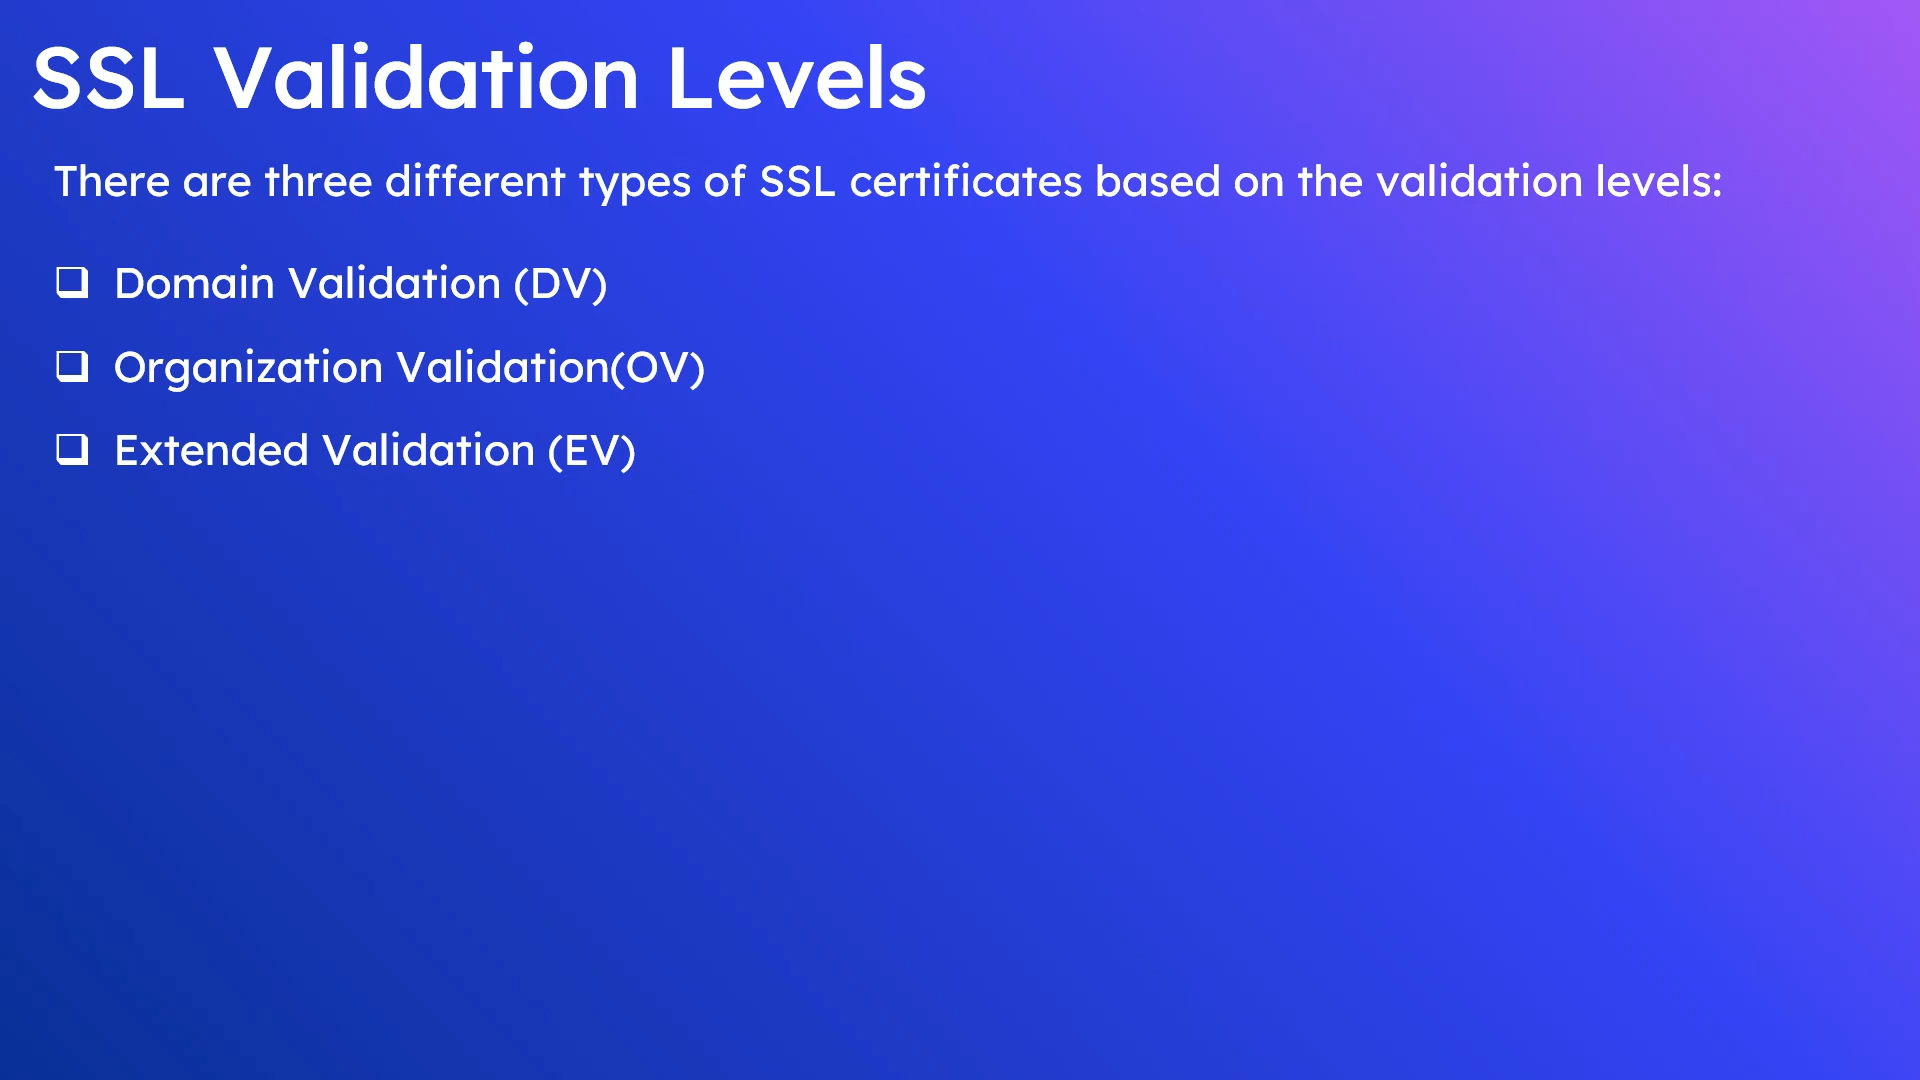 SSL Validation Levels
There are three different types of SSL certificates based on the validation levels:
❑ Domain Validation (DV)
❑ Organization Validation(OV)
❑ Extended Validation (EV)